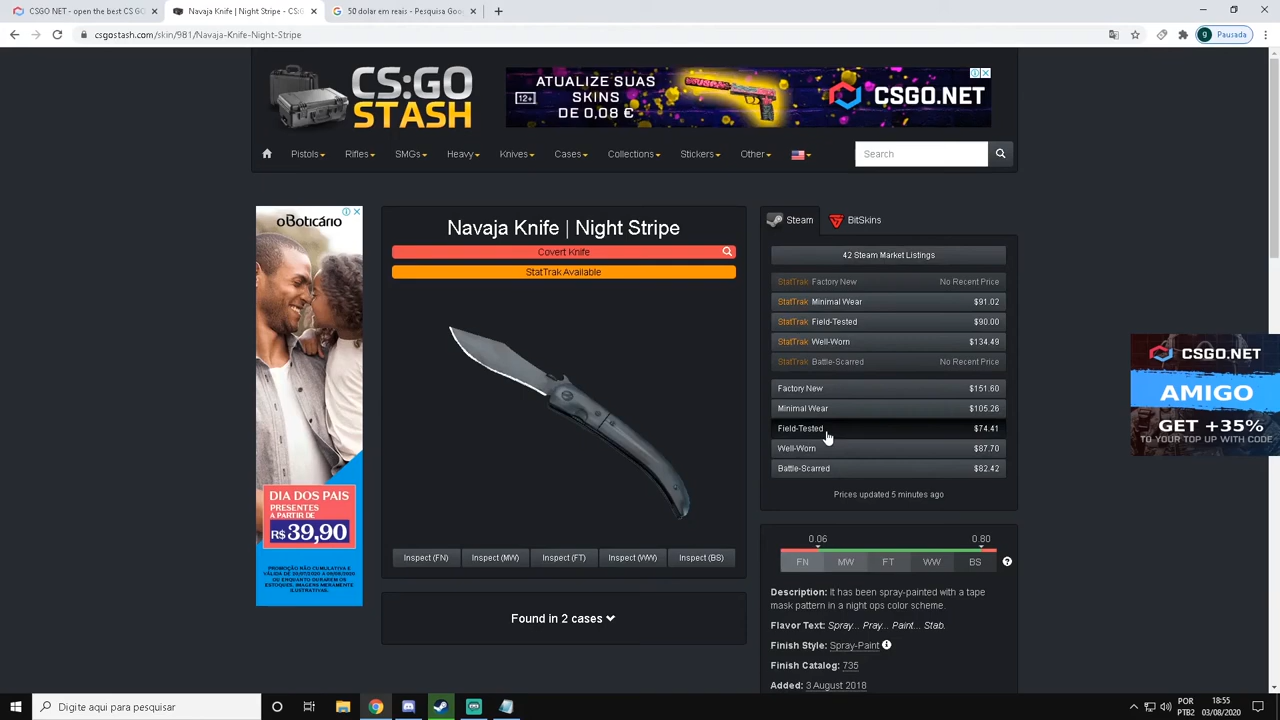 CSGO NET - open the best CS GO
Navaja Knife | Night Stripe - CS:G
50 dolar em reais - Pesquisa Goo
csgostash.com/skin/981/Navaja-Knife-Night-Stripe
Pausada
CS:GO
STASH
ATUALIZE SUAS
SKINS
DE 0,08 €
12+
CSGO.NET
Pistols
Rifles
SMGs
Heavy
Knives
Cases
Collections
Stickers
Other
Search
oBoticário
DIA DOS PAIS
PRESENTES
A PARTIR DE
R$39,90
Navaja Knife | Night Stripe
Covert Knife
StatTrak Available
Inspect (FN)
Inspect (MW)
Inspect (FT)
Inspect (WW)
Inspect (BS)
Found in 2 cases
Steam
BitSkins
42 Steam Market Listings
StatTrak Factory New No Recent Price
StatTrak Minimal Wear $91.02
StatTrak Field-Tested $90.00
StatTrak Well-Worn $134.49
StatTrak Battle-Scarred No Recent Price
Factory New $151.60
Minimal Wear $105.26
Field-Tested $74.41
Well-Worn $87.70
Battle-Scarred $82.42
Prices updated 5 minutes ago
0.06 0.80
FN MW FT WW BS
Description: It has been spray-painted with a tape
mask pattern in a night ops color scheme.
Flavor Text: Spray... Pray... Paint... Stab.
Finish Style: Spray-Paint
Finish Catalog: 735
Added: 3 August 2018
CSGO.NET
AMIGO
GET +35%
TO YOUR TOP UP WITH CODE
Digite aqui para pesquisar
POR
PTB2
18:55
03/08/2020